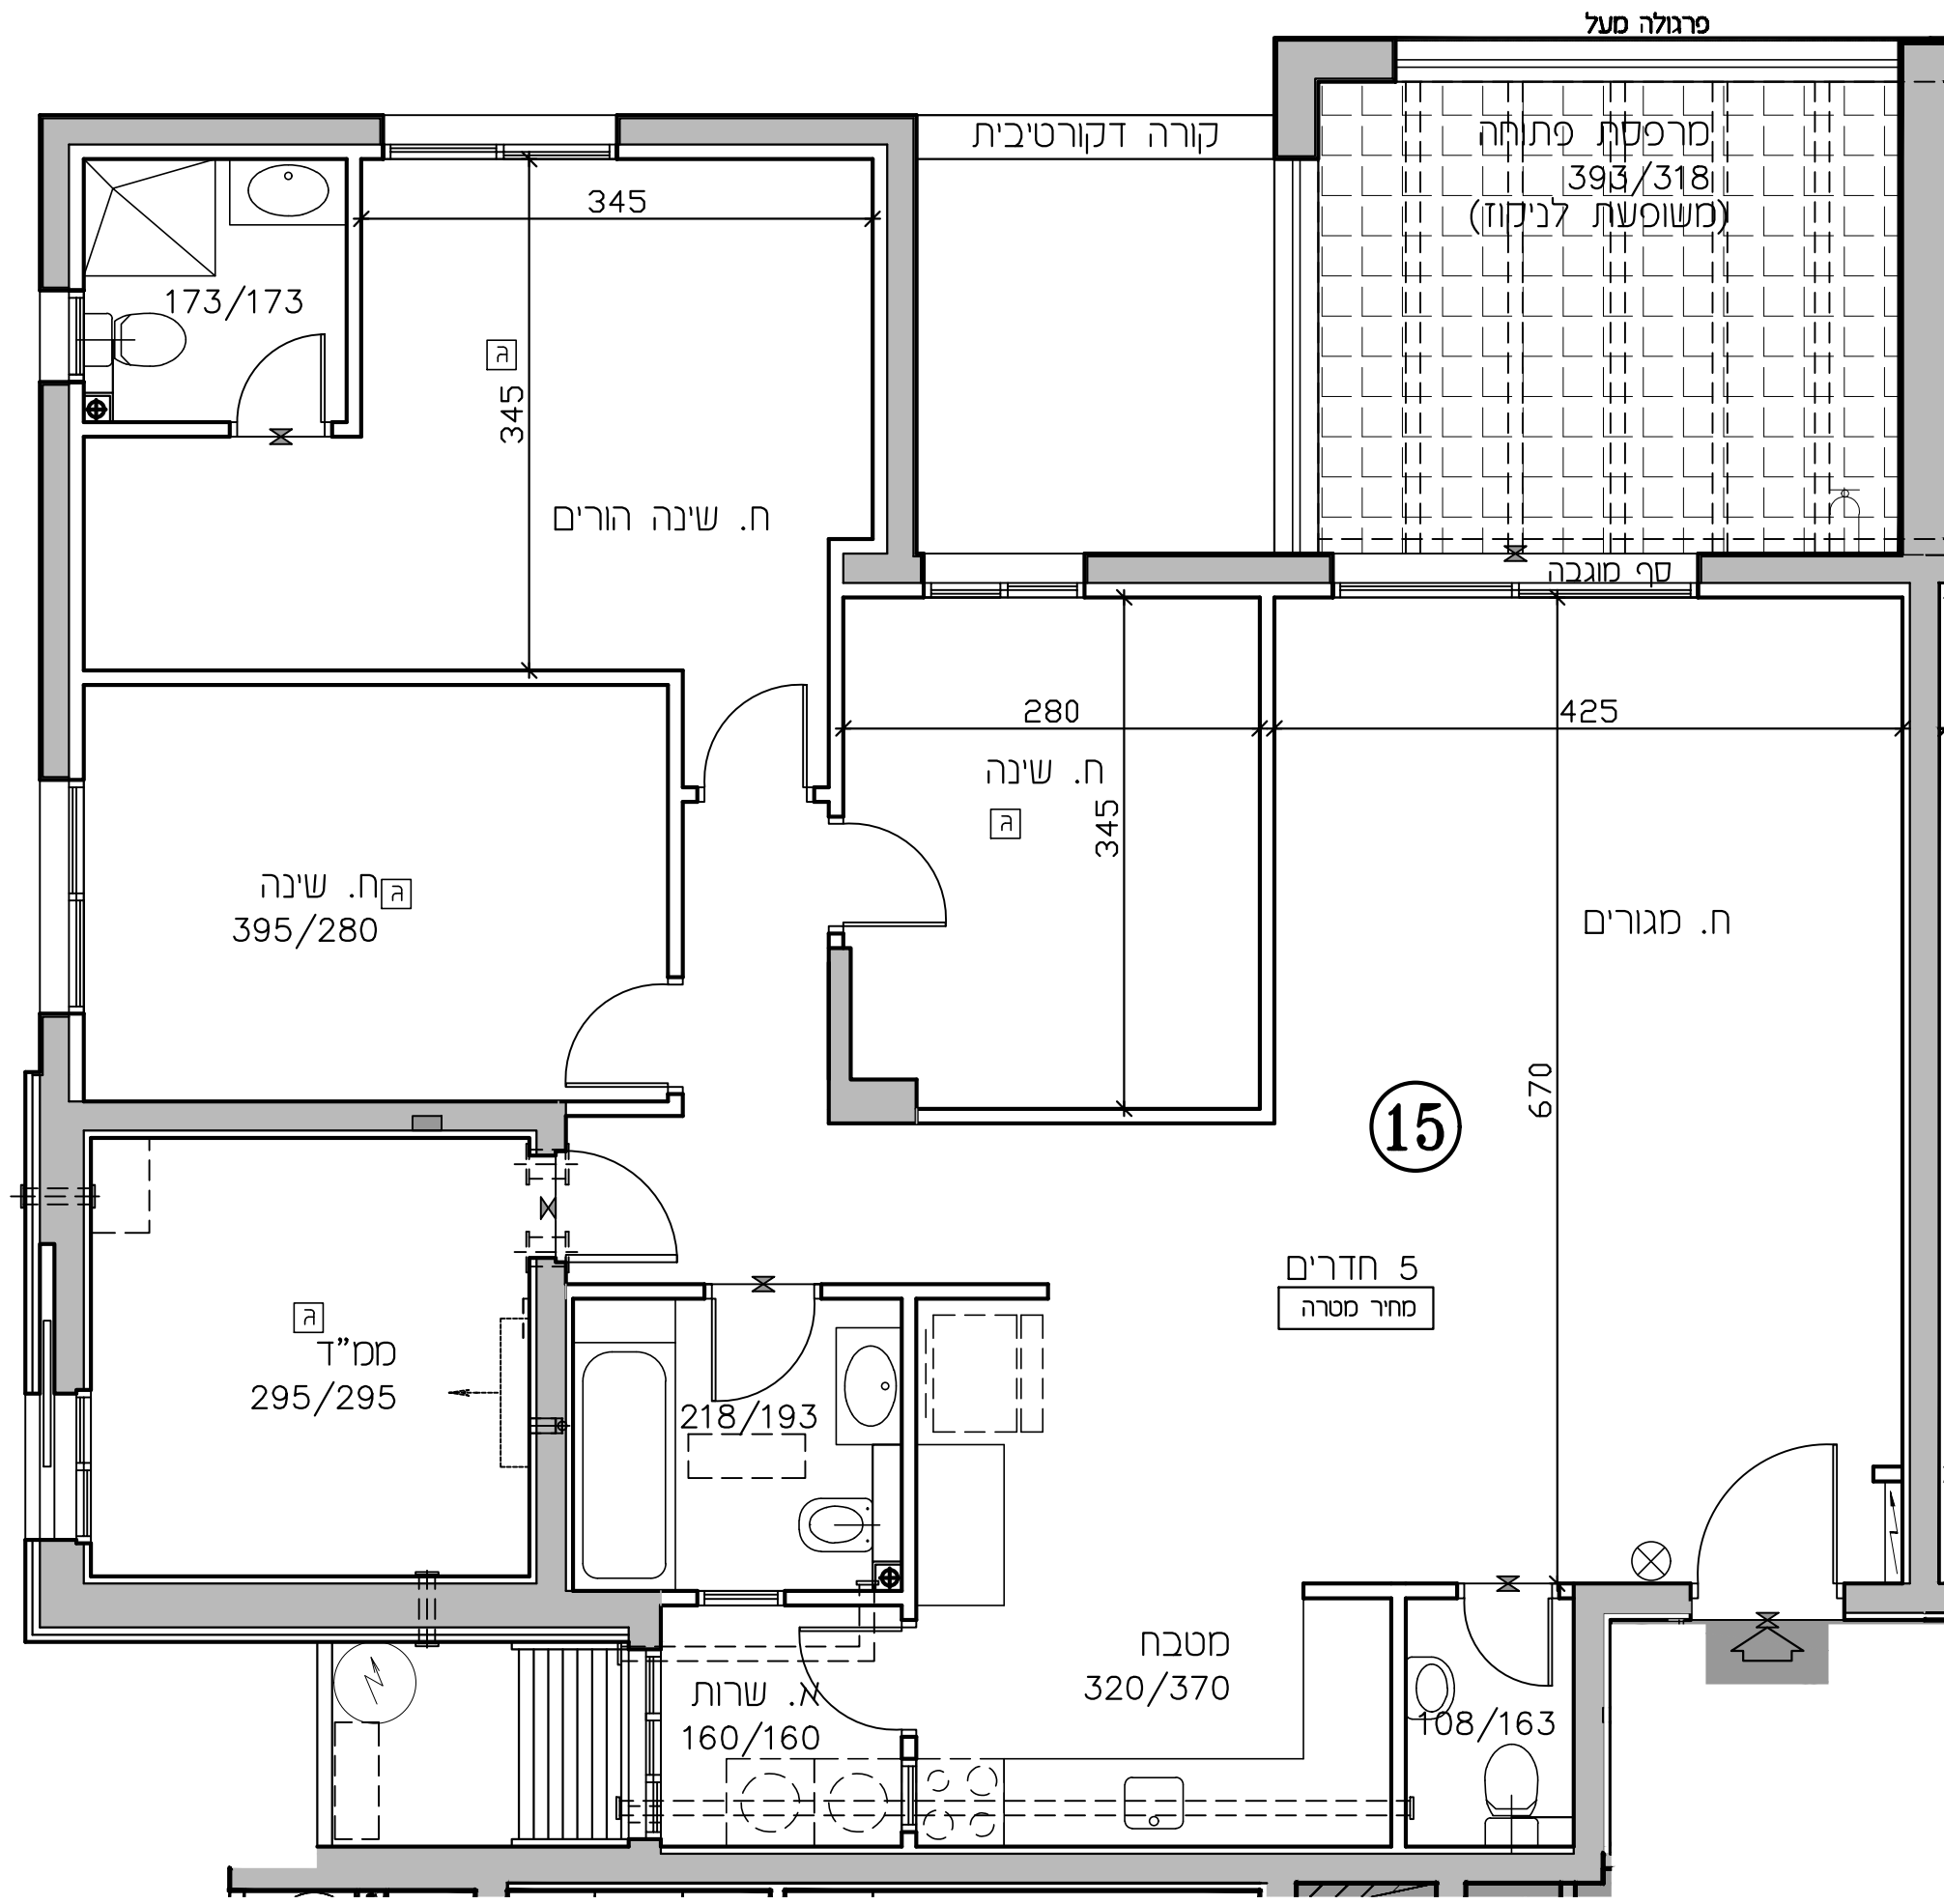 פרגולה מעל
קורה דקורטיבית
מרפסת פתוחה
393/318
(משופעת לניקוז)
345
173/173
ג
345
ח. שינה הורים
סף מוגבה
280
425
ח. שינה
ג
345
ח. שינה
ג
395/280
ח. מגורים
670
15
5 חדרים
מחיר מטרה
ג
ממ"ד
295/295
218/193
מטבח
320/370
א. שרות
160/160
108/163